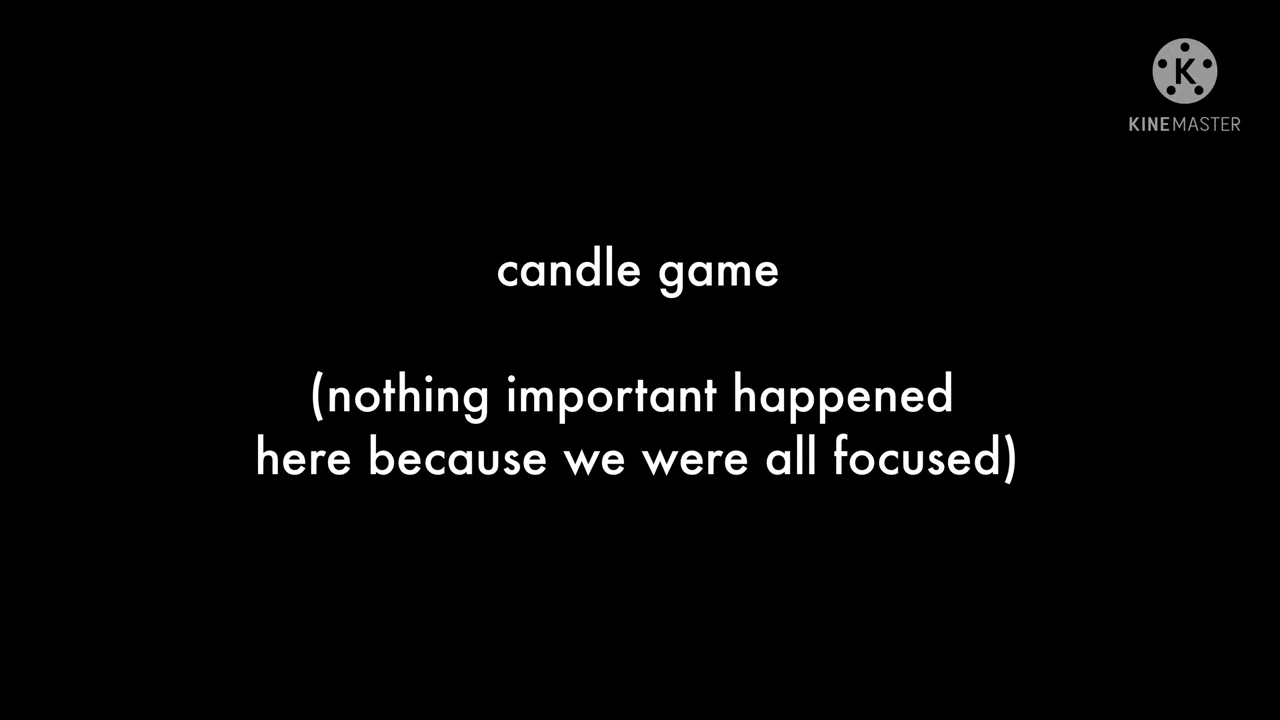 K
KINEMASTER
candle game
(nothing important happened
here because we were all focused)